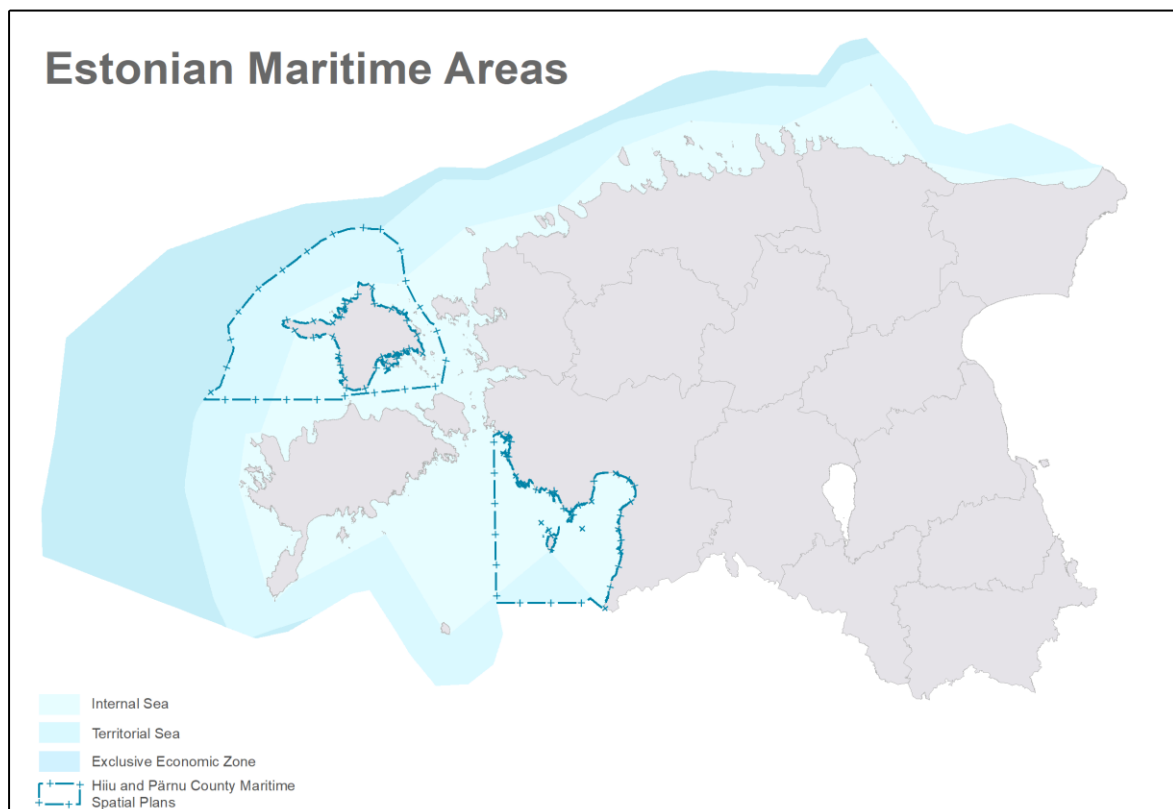 Estonian Maritime Areas
Internal Sea
Territorial Sea
Exclusive Economic Zone
Hiiu and Pärnu County Maritime
Spatial Plans